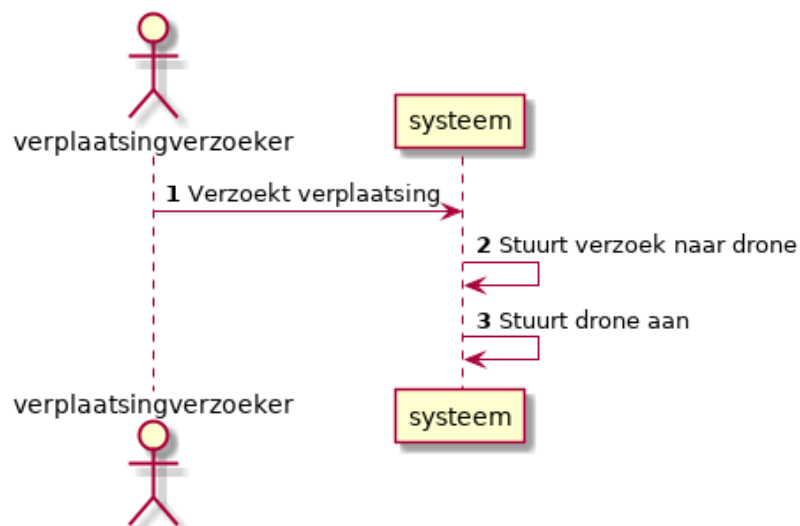 verplaatsingverzoeker
systeem
1 Verzoekt verplaatsing
2 Stuurt verzoek naar drone
3 Stuurt drone aan
verplaatsingverzoeker
systeem